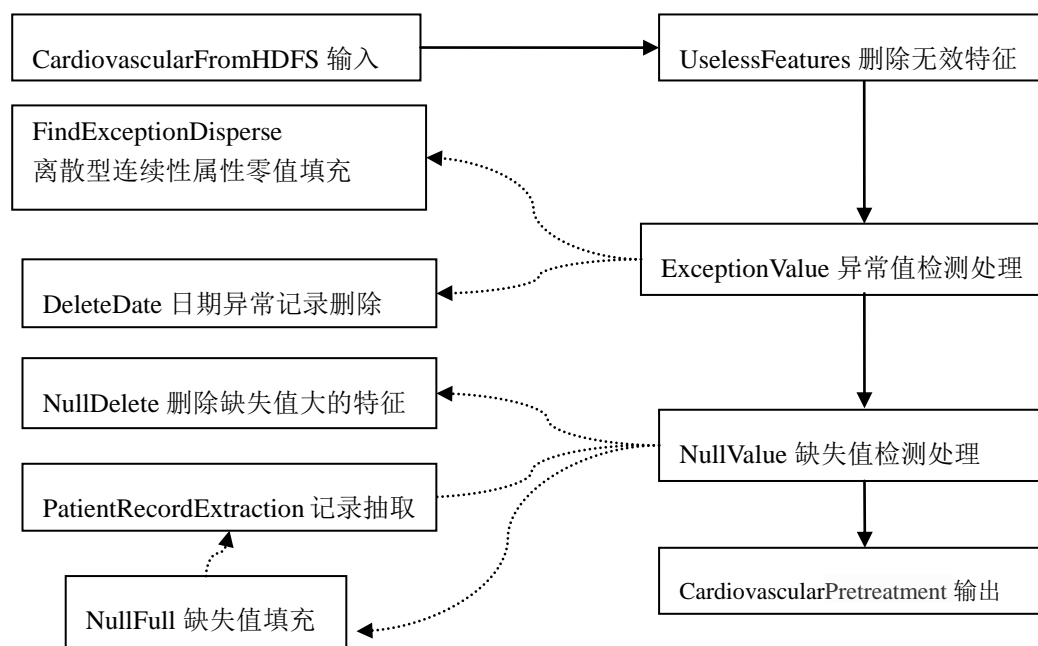 CardiovascularFromHDFS 输入
UselessFeatures 删除无效特征
FindExceptionDisperse
离散型连续性属性零值填充
ExceptionValue 异常值检测处理
DeleteDate 日期异常记录删除
NullDelete 删除缺失值大的特征
NullValue 缺失值检测处理
PatientRecordExtraction 记录抽取
CardiovascularPretreatment 输出
NullFull 缺失值填充